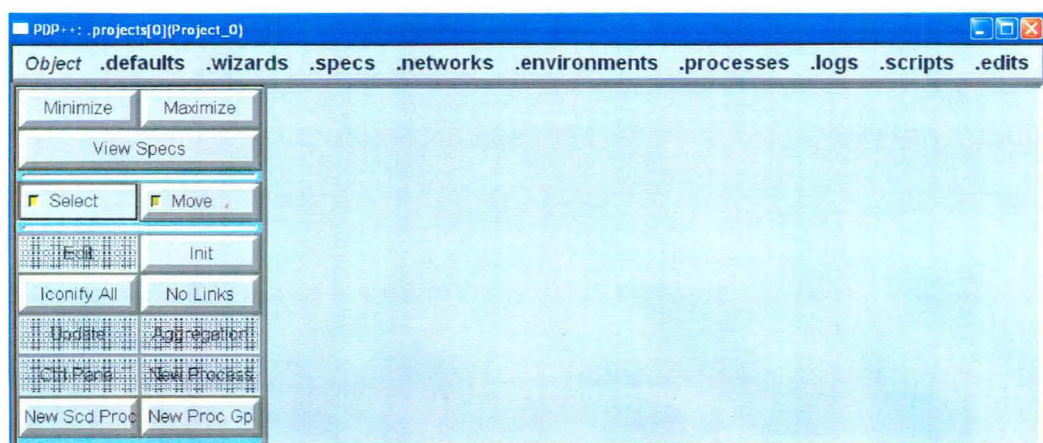 PDP++: .projects[0](Project_0)
Object .defaults .wizards .specs .networks .environments .processes .logs .scripts .edits
Minimize Maximize
View Specs
Select Move
Edit Init
Iconify All No Links
Update Aggregation
Ctrl Panel New Process
New Scd Proc New Proc Gp